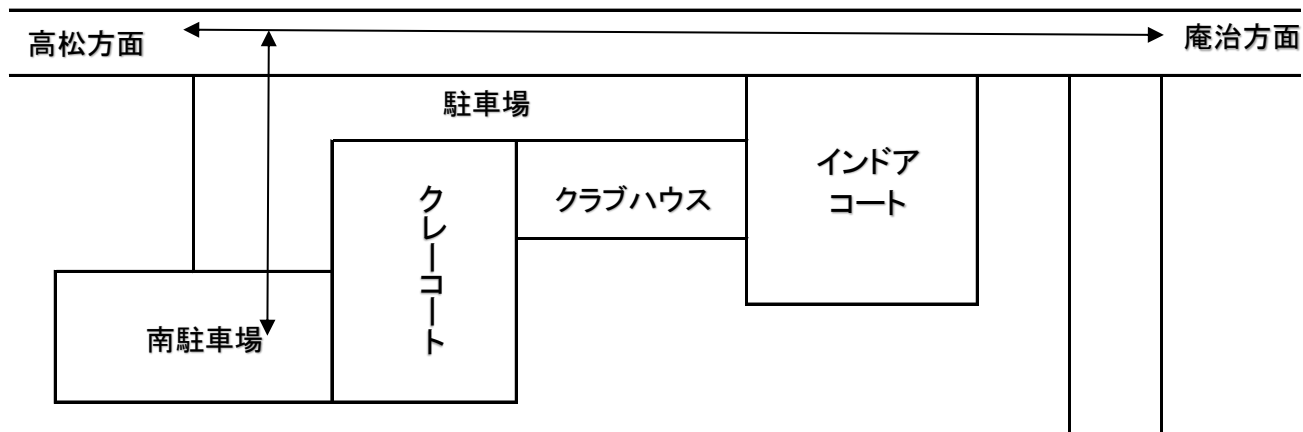 高松方面
庵治方面
駐車場
インドア
コート
クレーコート
クラブハウス
南駐車場